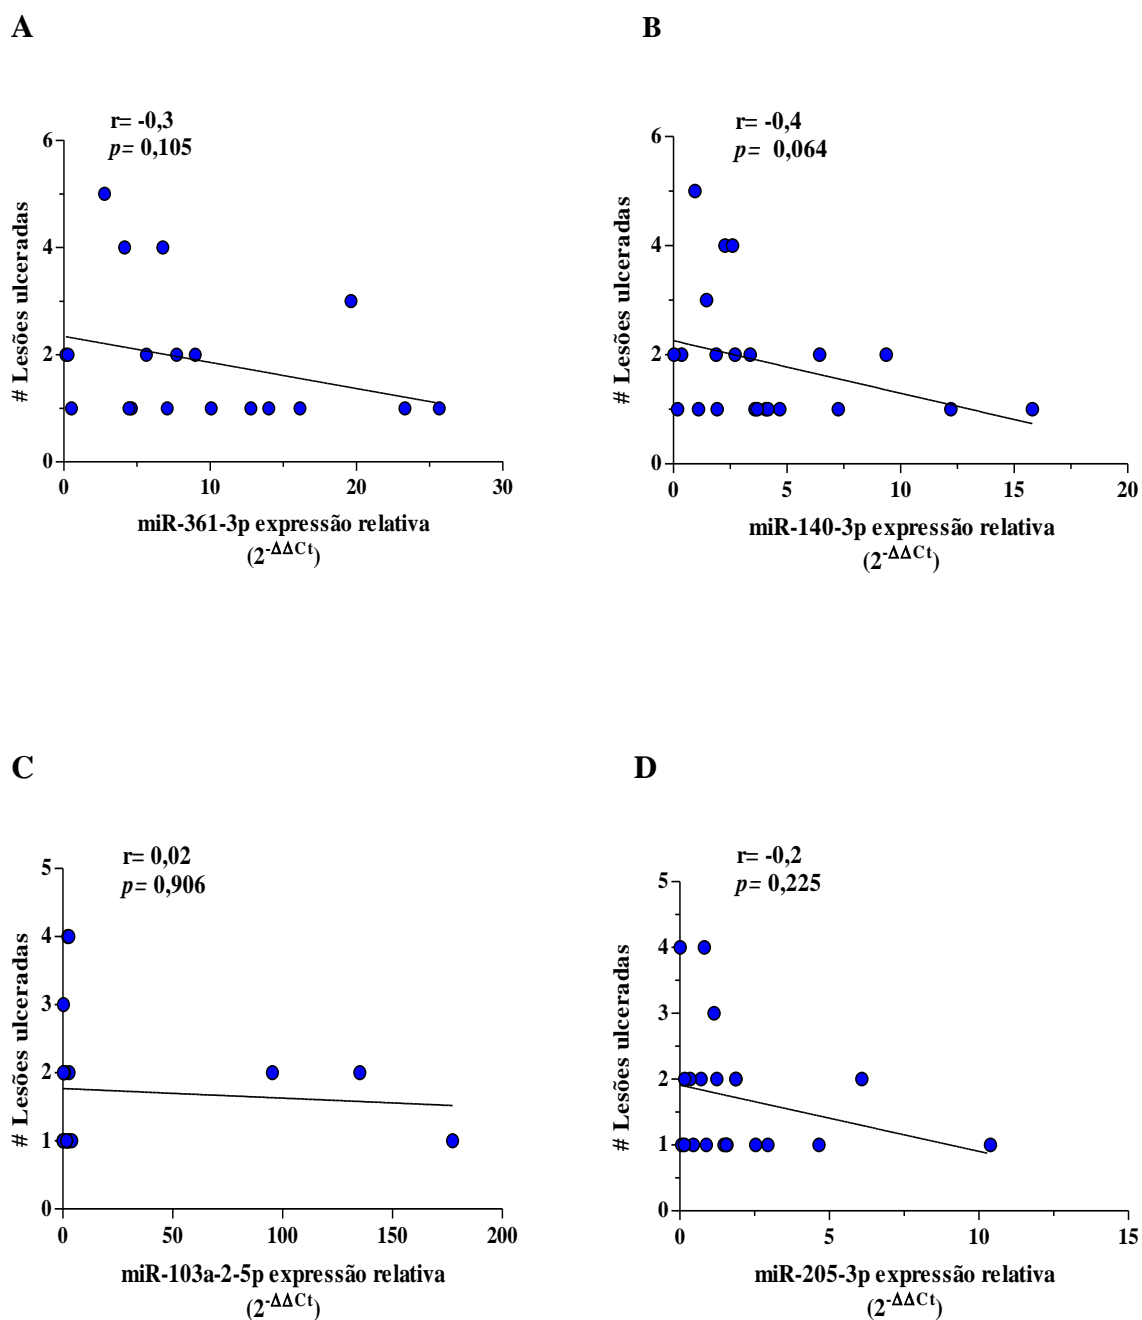 A
r= -0,3
p= 0,105
# Lesões ulceradas
6
4
2
0
0 10 20 30
miR-361-3p expressão relativa
(2^-ΔΔCt)
B
r= -0,4
p= 0,064
# Lesões ulceradas
6
4
2
0
0 5 10 15 20
miR-140-3p expressão relativa
(2^-ΔΔCt)
C
r= 0,02
p= 0,906
# Lesões ulceradas
5
4
3
2
1
0
0 50 100 150 200
miR-103a-2-5p expressão relativa
(2^-ΔΔCt)
D
r= -0,2
p= 0,225
# Lesões ulceradas
5
4
3
2
1
0
0 5 10 15
miR-205-3p expressão relativa
(2^-ΔΔCt)